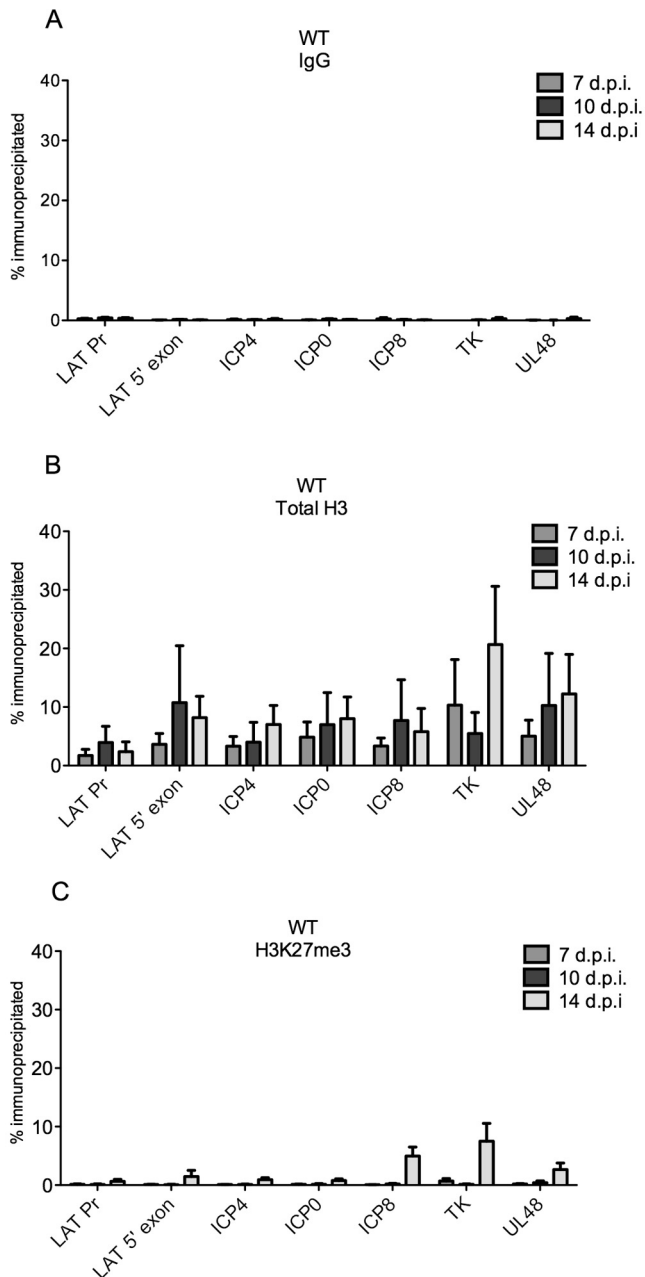 A
WT
IgG
7 d.p.i.
10 d.p.i.
14 d.p.i
% immunoprecipitated
40
30
20
10
0
LAT Pr
LAT 5' exon
ICP4
ICP0
ICP8
TK
UL48
B
WT
Total H3
7 d.p.i.
10 d.p.i.
14 d.p.i
% immunoprecipitated
40
30
20
10
0
LAT Pr
LAT 5' exon
ICP4
ICP0
ICP8
TK
UL48
C
WT
H3K27me3
7 d.p.i.
10 d.p.i.
14 d.p.i
% immunoprecipitated
40
30
20
10
0
LAT Pr
LAT 5' exon
ICP4
ICP0
ICP8
TK
UL48